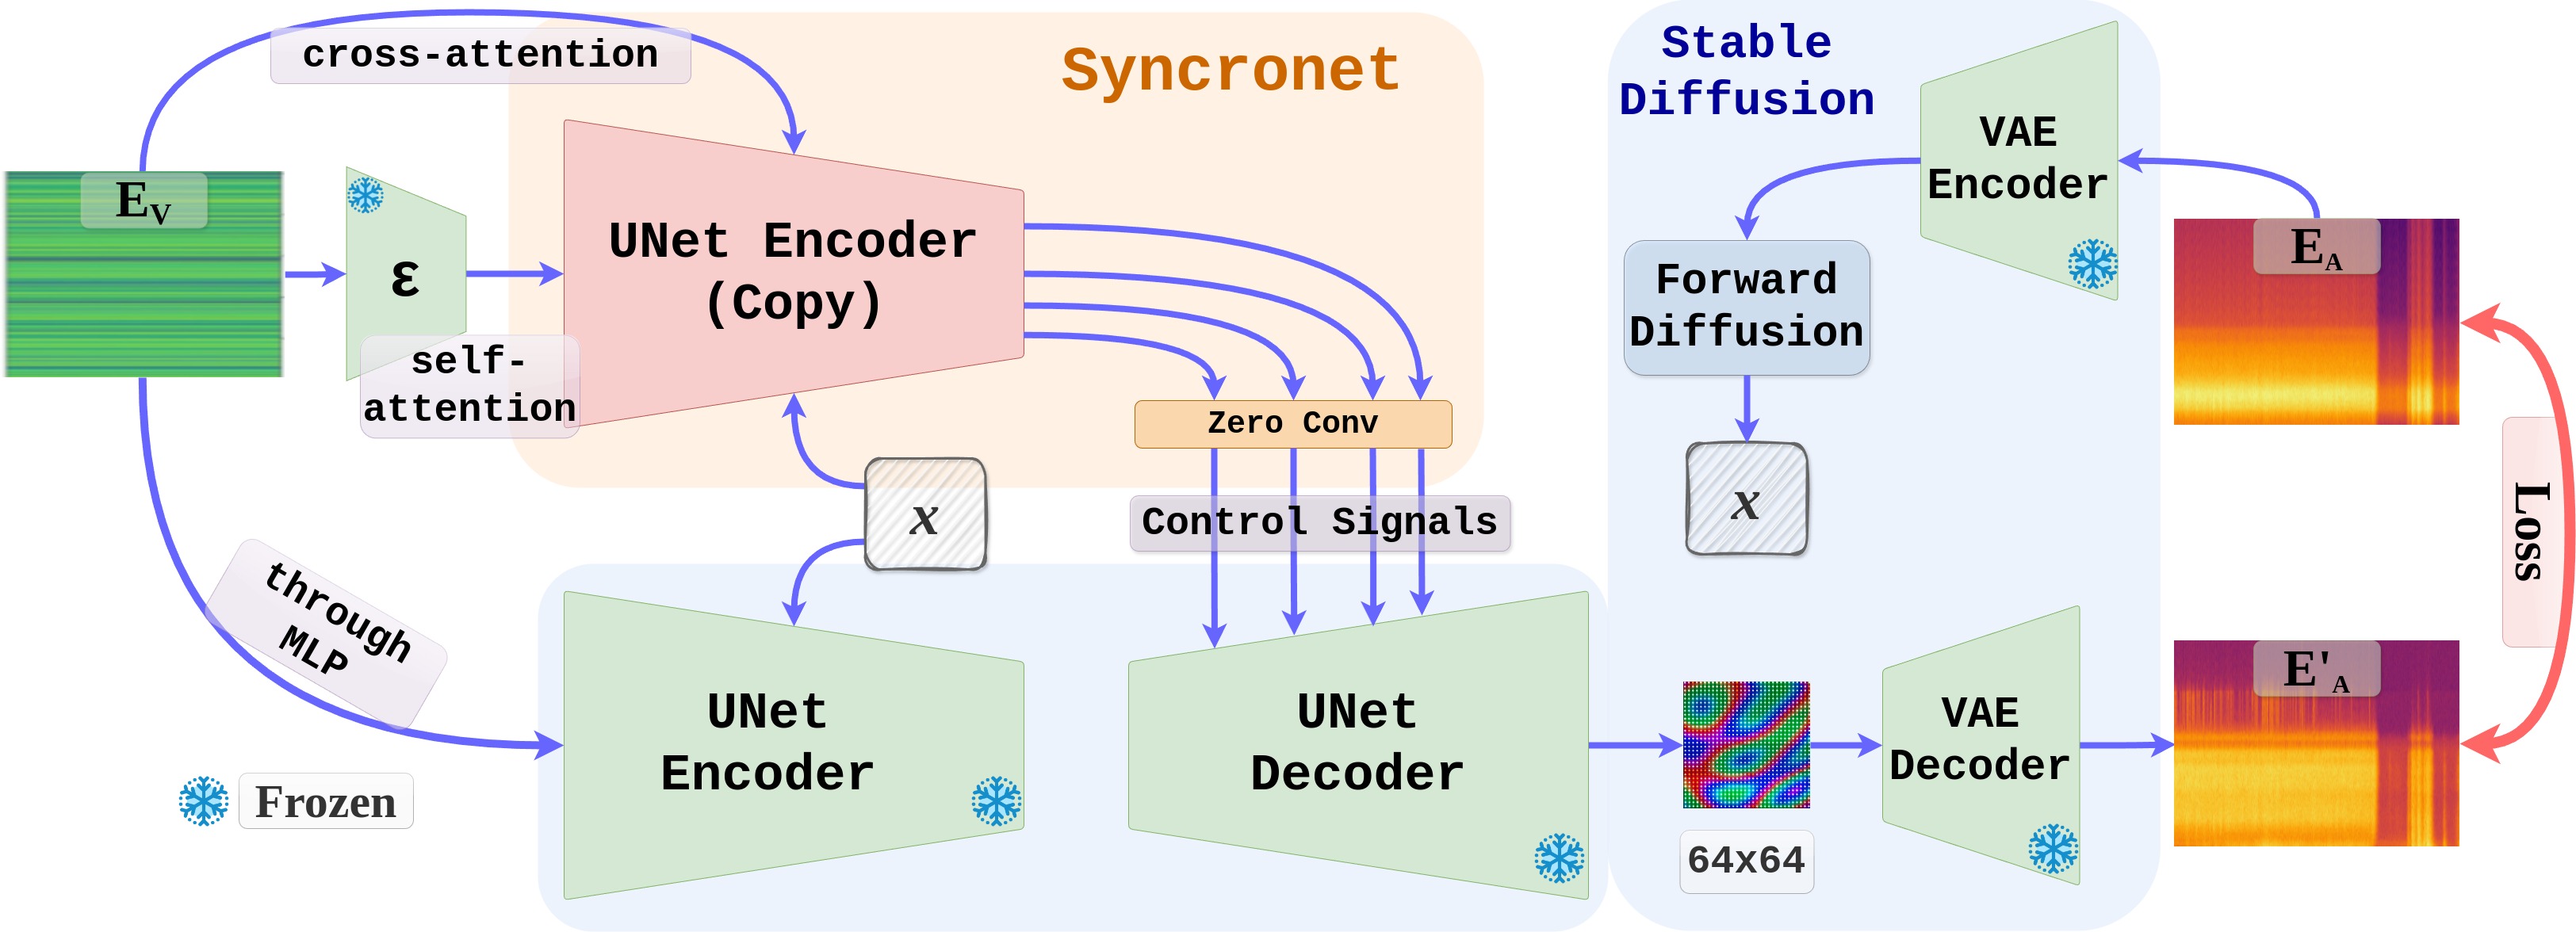 cross-attention
Syncronet
Stable
Diffusion
VAE
Encoder
E_V
ε
UNet Encoder
(Copy)
self-
attention
Forward
Diffusion
E_A
Zero Conv
x
Control Signals
x
Loss
through
MLP
UNet
Encoder
UNet
Decoder
VAE
Decoder
E'_A
Frozen
64x64